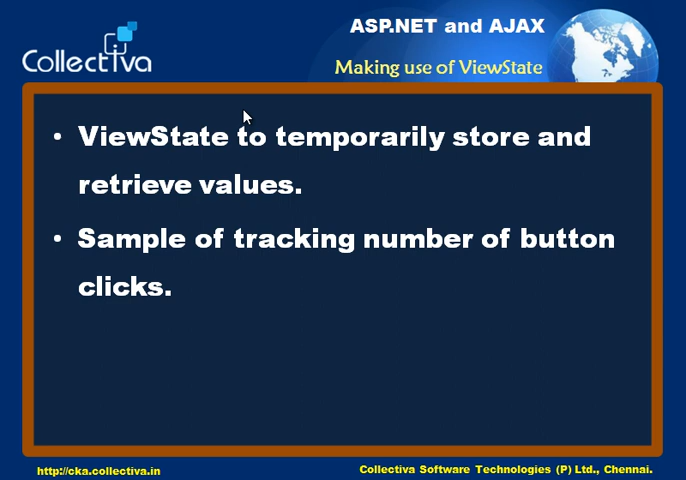 Collectiva
ASP.NET and AJAX
Making use of ViewState
• ViewState to temporarily store and
retrieve values.
• Sample of tracking number of button
clicks.
http://cka.collectiva.in
Collectiva Software Technologies (P) Ltd., Chennai.